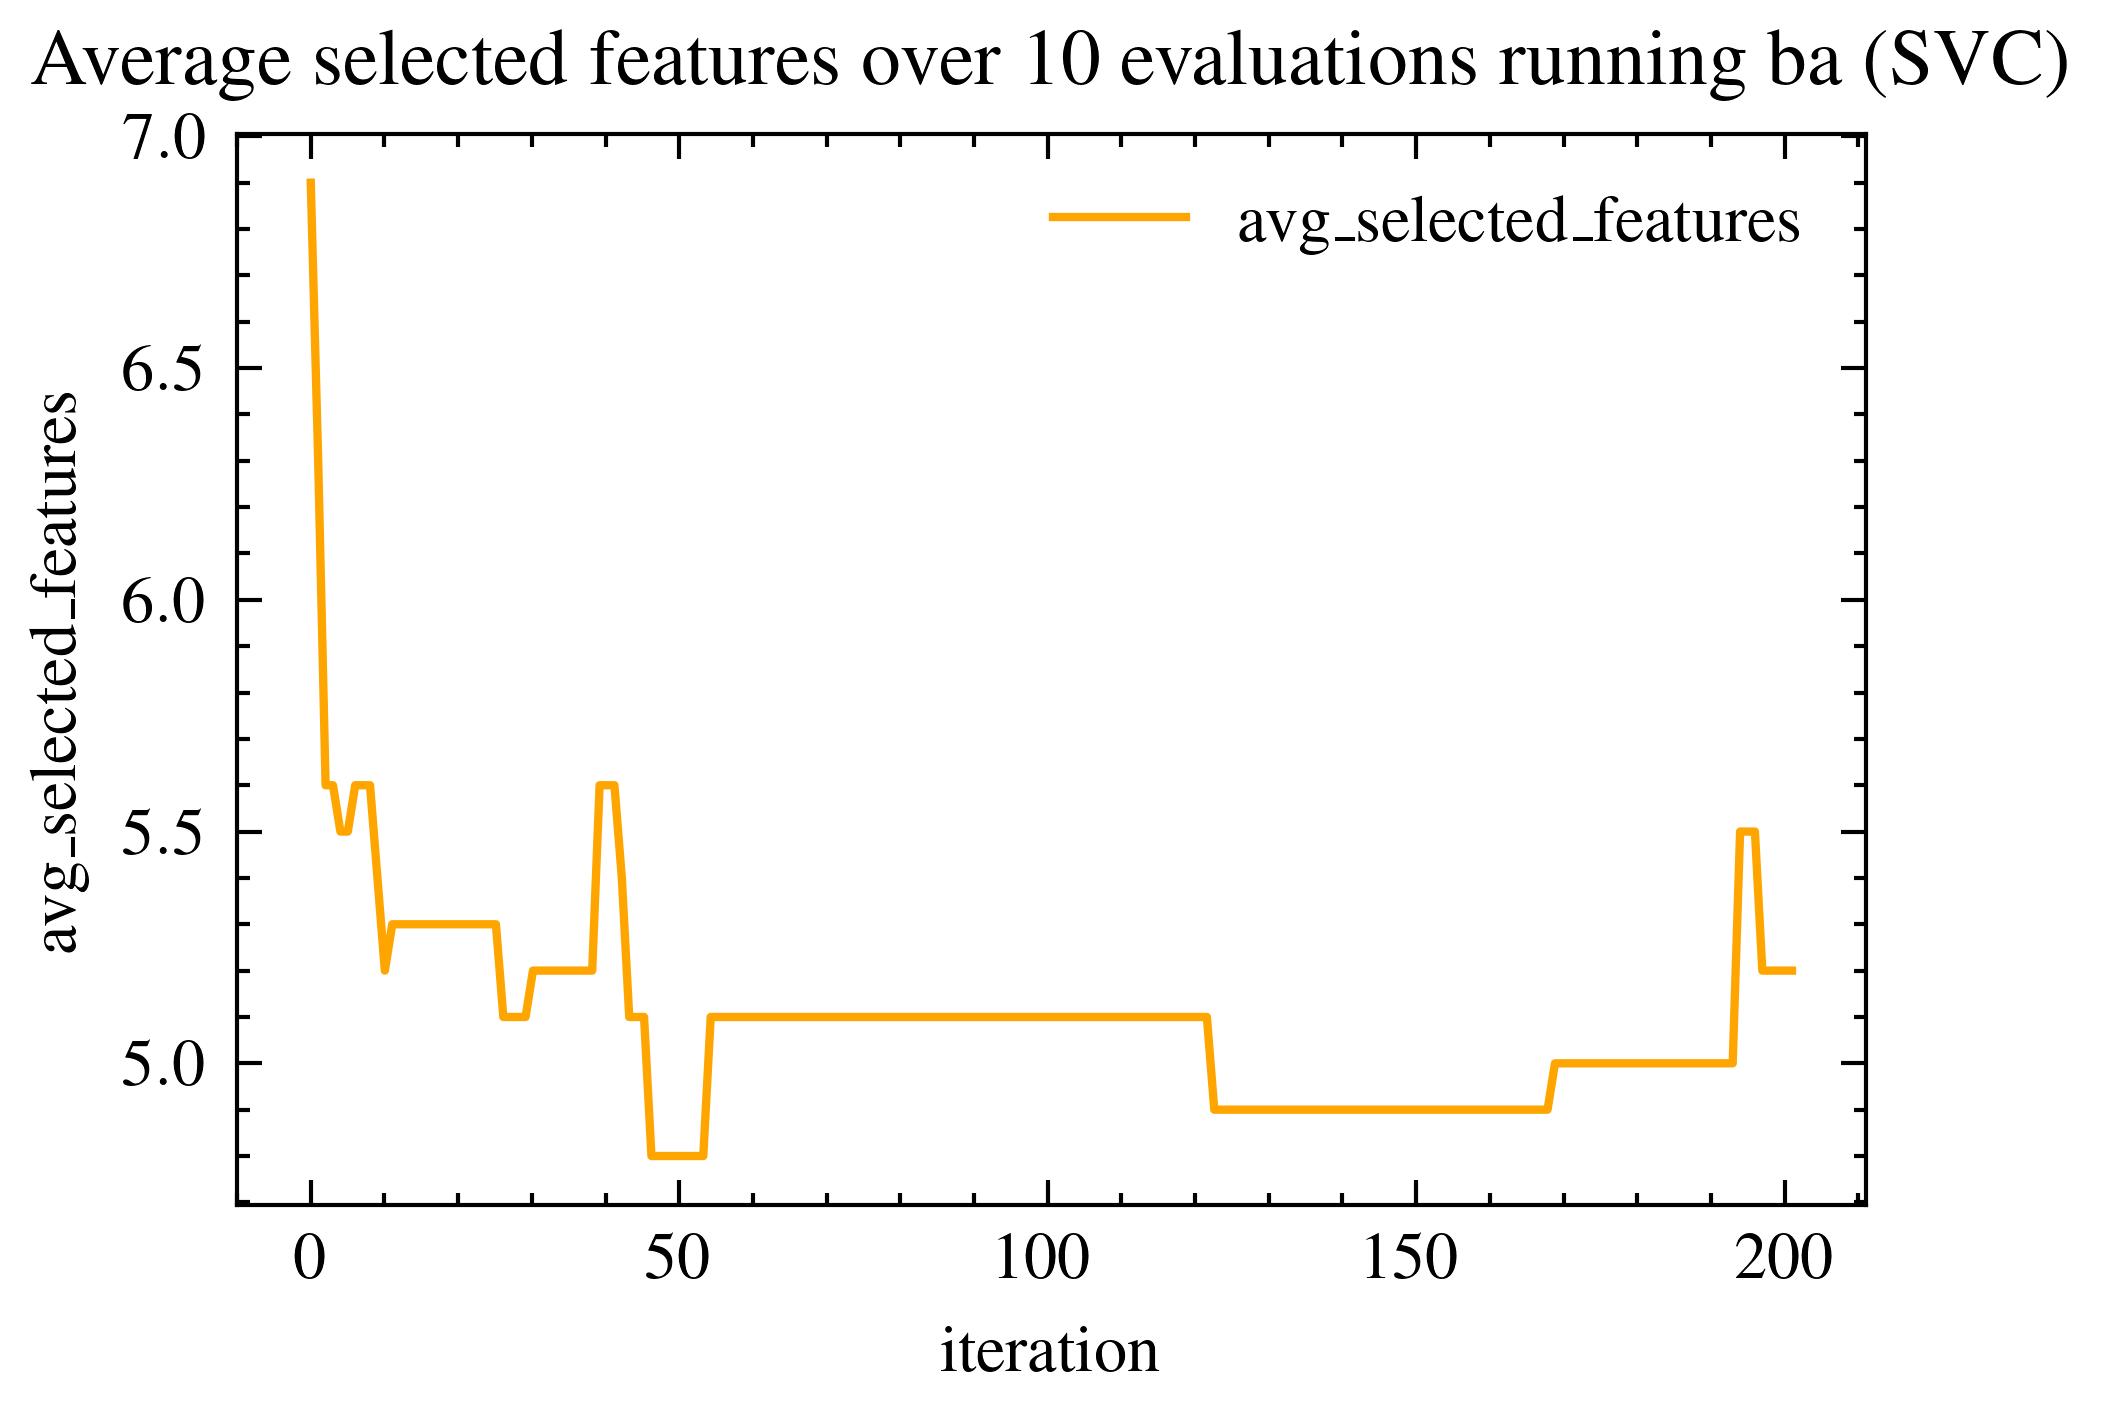 Average selected features over 10 evaluations running ba (SVC)
7.0
6.5
6.0
5.5
5.0
avg_selected_features
avg_selected_features
0 50 100 150 200
iteration